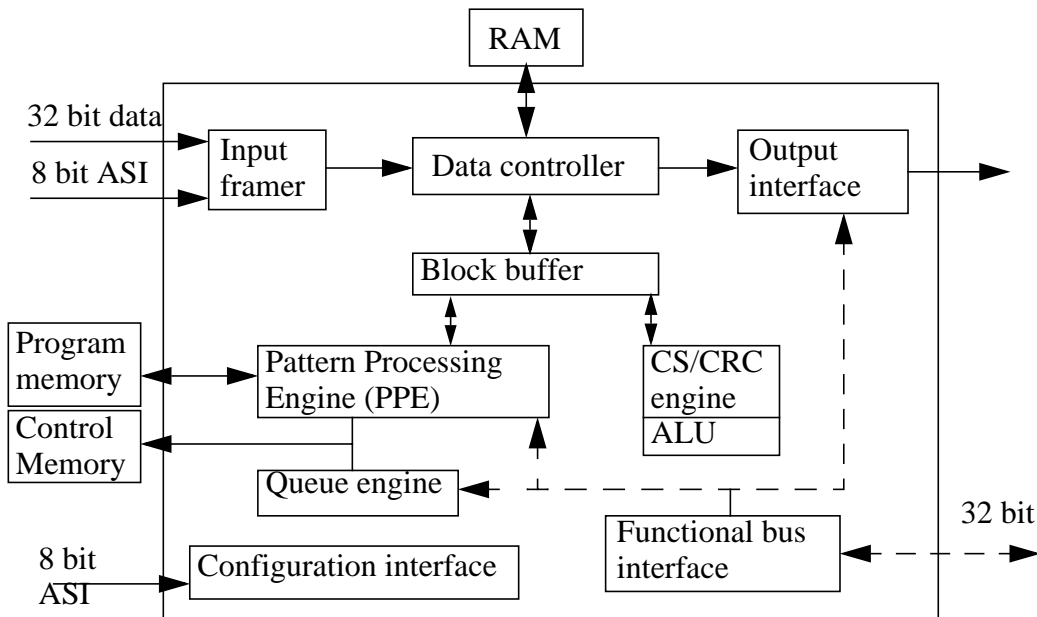 RAM
32 bit data
8 bit ASI
Input
framer
Data controller
Output
interface
Block buffer
Program
memory
Pattern Processing
Engine (PPE)
CS/CRC
engine
ALU
Control
Memory
Queue engine
Functional bus
interface
32 bit
8 bit
ASI
Configuration interface